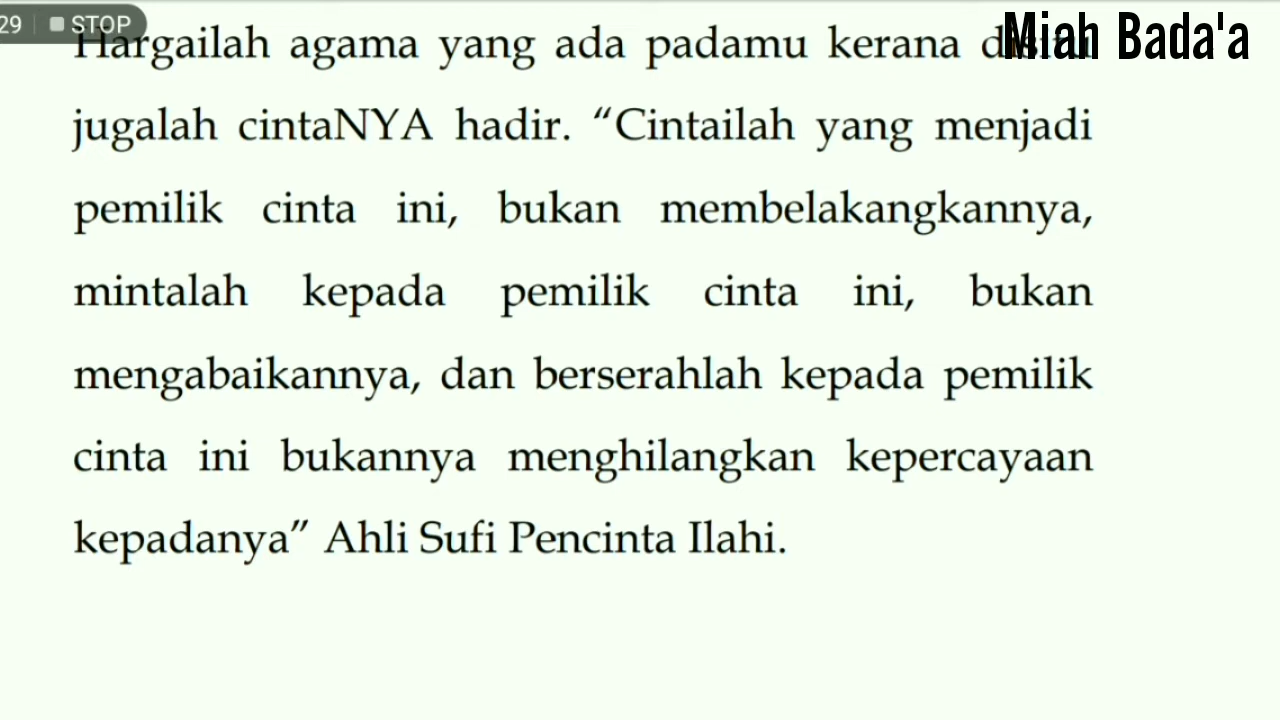 29 STOP
Miah Bada'a
Hargailah agama yang ada padamu kerana
jugalah cintaNYA hadir. “Cintailah yang menjadi
pemilik cinta ini, bukan membelakangkannya,
mintalah kepada pemilik cinta ini, bukan
mengabaikannya, dan berserahlah kepada pemilik
cinta ini bukannya menghilangkan kepercayaan
kepadanya” Ahli Sufi Pencinta Ilahi.